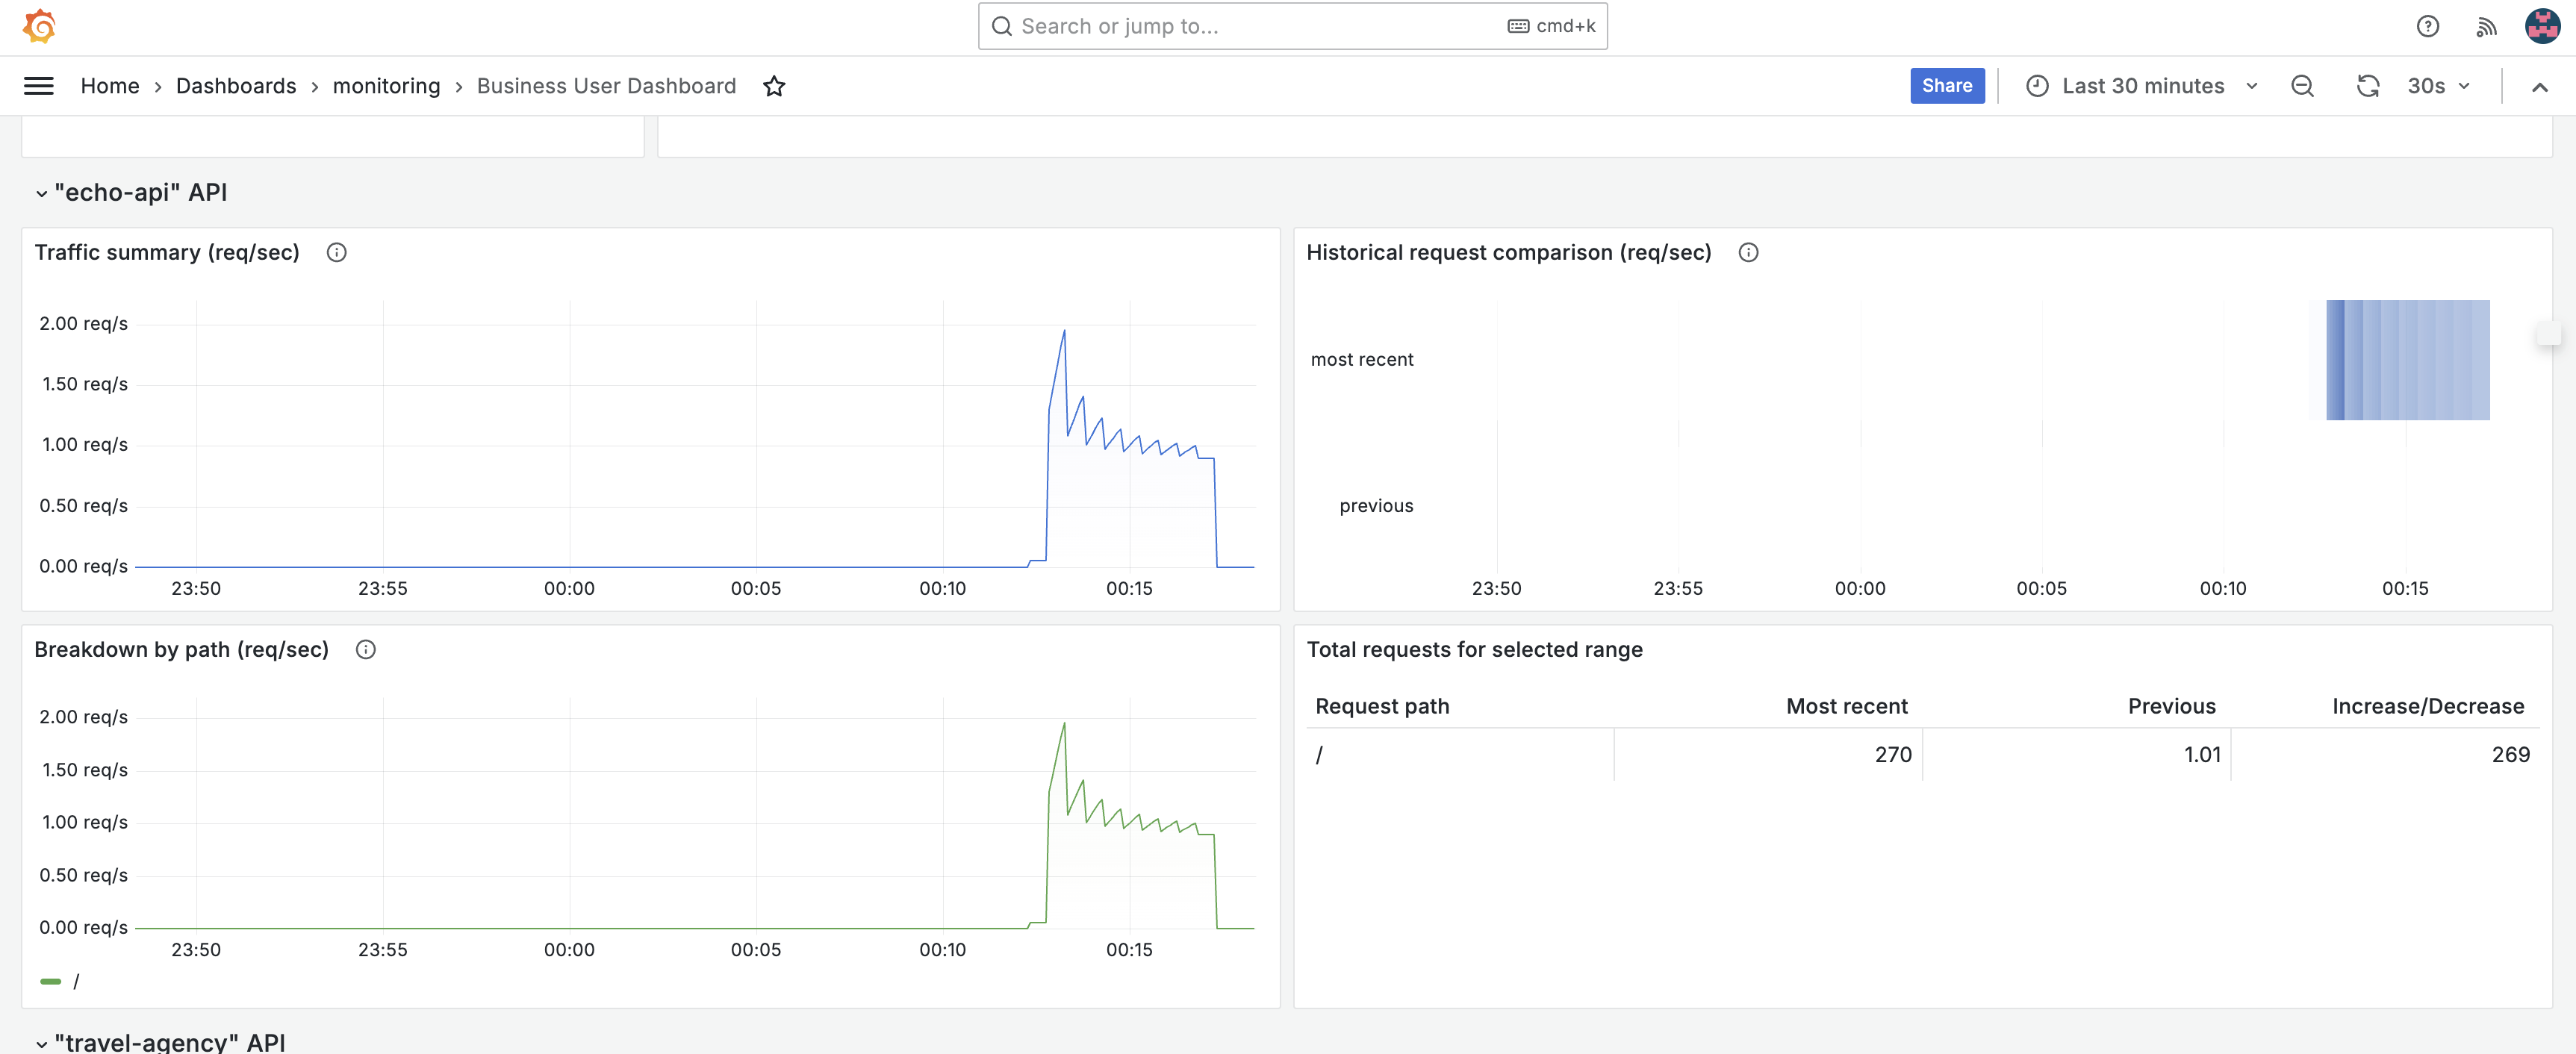 Search or jump to... cmd+k
Home › Dashboards › monitoring › Business User Dashboard Share Last 30 minutes 30s
"echo-api" API
Traffic summary (req/sec)
2.00 req/s
1.50 req/s
1.00 req/s
0.50 req/s
0.00 req/s
23:50 23:55 00:00 00:05 00:10 00:15
Historical request comparison (req/sec)
most recent
previous
23:50 23:55 00:00 00:05 00:10 00:15
Breakdown by path (req/sec)
2.00 req/s
1.50 req/s
1.00 req/s
0.50 req/s
0.00 req/s
23:50 23:55 00:00 00:05 00:10 00:15
/
Total requests for selected range
Request path Most recent Previous Increase/Decrease
/ 270 1.01 269
"travel-agency" API